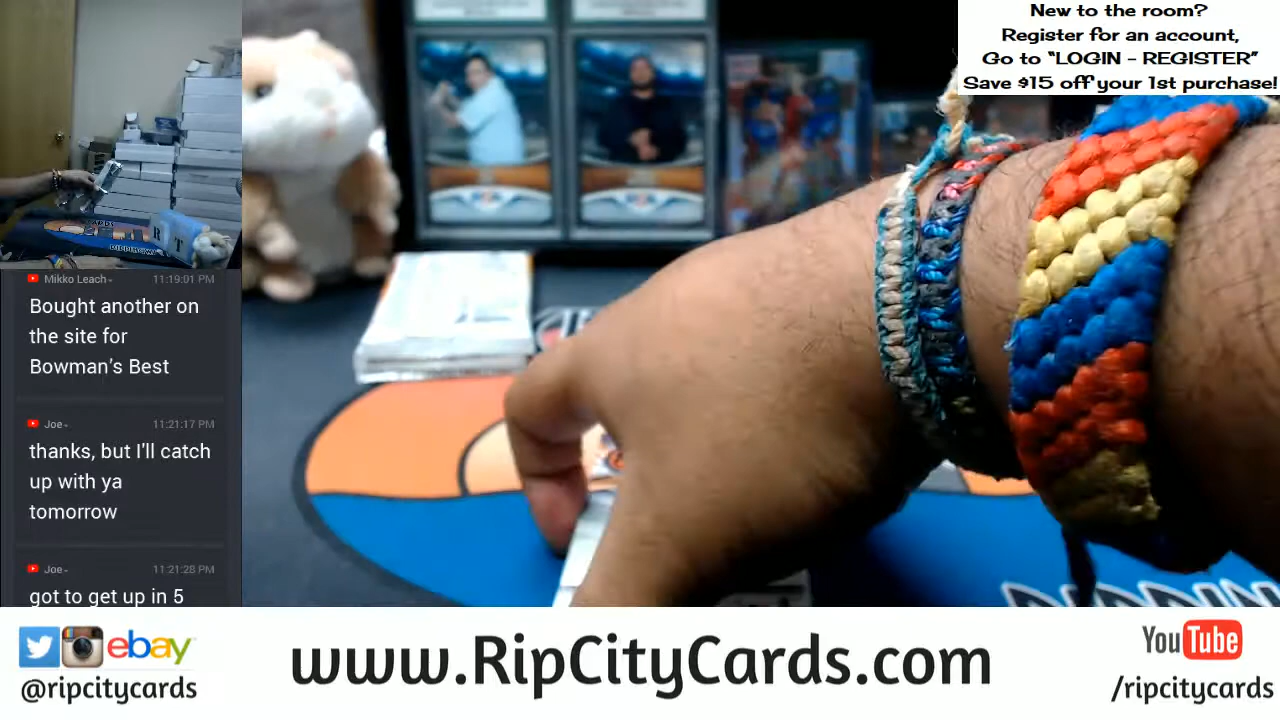 New to the room?
Register for an account,
Go to “LOGIN - REGISTER”
Save $15 off your 1st purchase!
Mikko Leach
11:19:01 PM
Bought another on
the site for
Bowman's Best
Joe
11:21:17 PM
thanks, but I'll catch
up with ya
tomorrow
Joe
11:21:28 PM
got to get up in 5
R T
ebay
@ripcitycards
www.RipCityCards.com
YouTube
/ripcitycards